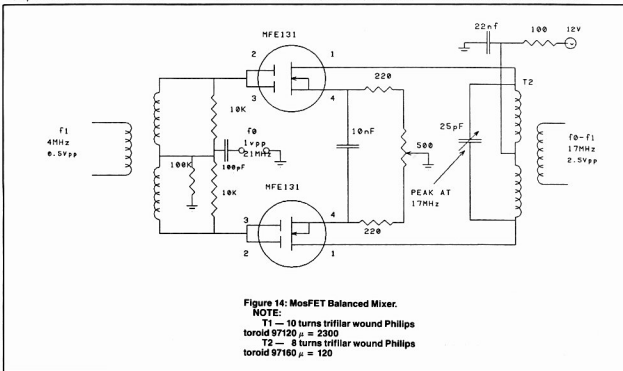 22nf
100
12V
MFE131
2
1
3
4
220
T2
10K
f1
4MHz
0.5Vpp
f0
1vpp
21MHz
100pF
100K
10nF
500
25pF
f0-f1
17MHz
2.5Vpp
10K
PEAK AT
17MHz
MFE131
3
4
220
2
1
Figure 14: MosFET Balanced Mixer.
NOTE:
T1 — 10 turns trifilar wound Philips
toroid 97120 μ = 2300
T2 — 8 turns trifilar wound Philips
toroid 97160 μ = 120